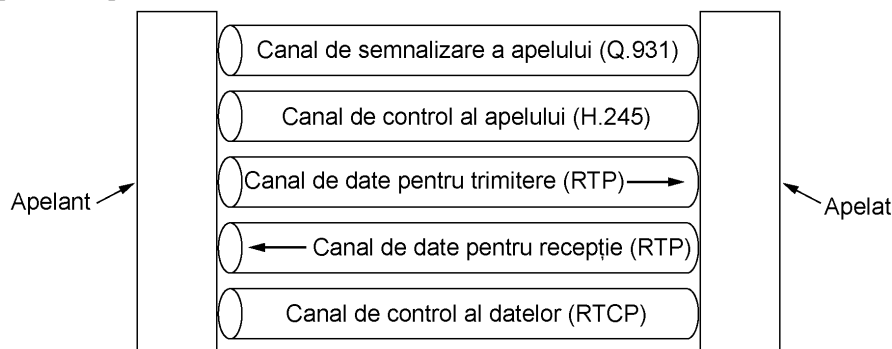 Canal de semnalizare a apelului (Q.931)
Canal de control al apelului (H.245)
Canal de date pentru trimitere (RTP)
Apelant
Apelat
Canal de date pentru recepție (RTP)
Canal de control al datelor (RTCP)